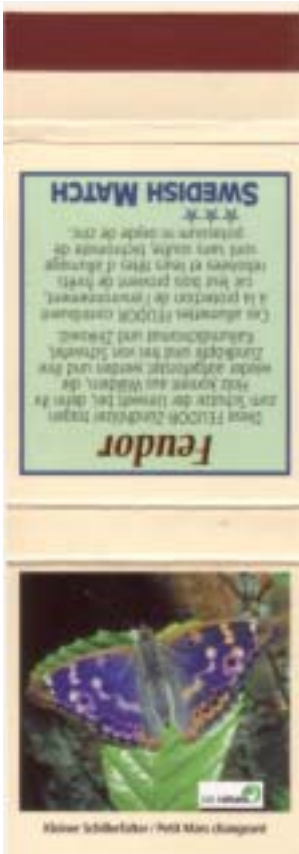 Feudor
Diese FEUDOR Zündhölzer tragen
zum Schutze der Umwelt bei, denn ihr
Holz kommt aus Wäldern, die
wieder aufgeforstet werden und ihre
Zündköpfe sind frei von Schwefel,
Kaliumdichromat und Zinkoxid.
Ces allumettes FEUDOR contribuent
à la protection de l'environnement,
car leur bois provient de forêts
reboisées et leurs têtes d'allumage
sont sans soufre, bichromate de
potassium ni oxyde de zinc.
SWEDISH MATCH
Kleiner Schillerfalter / Petit Mars changeant